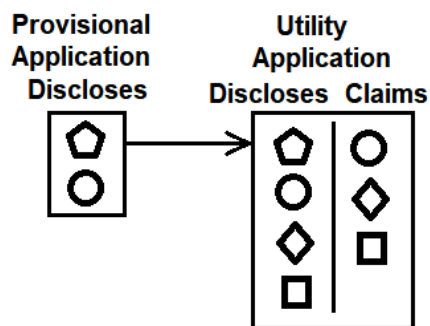 Provisional
Application
Discloses
Utility
Application
Discloses Claims